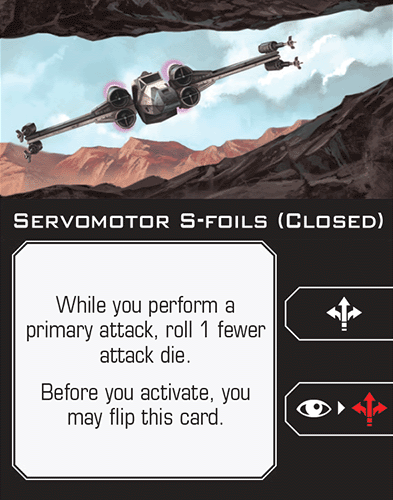 SERVOMOTOR S-FOILS (CLOSED)
While you perform a
primary attack, roll 1 fewer
attack die.
Before you activate, you
may flip this card.